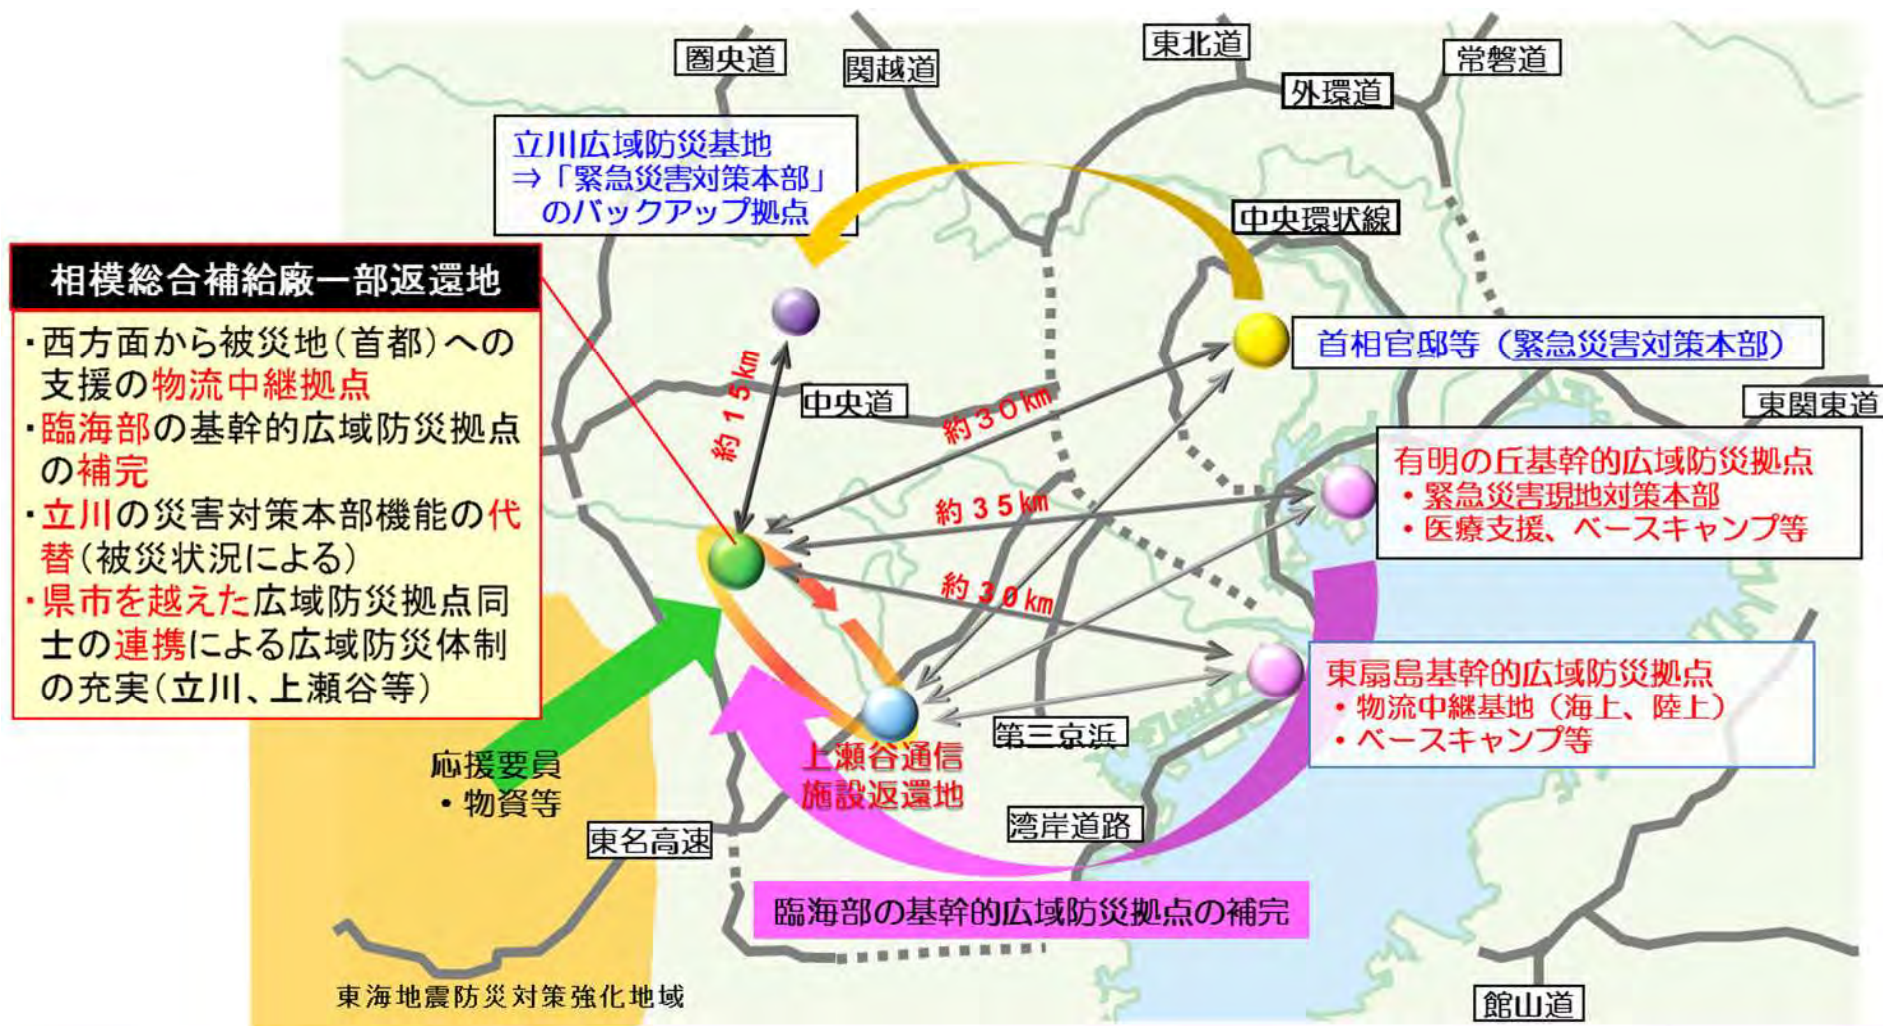 圏央道
関越道
東北道
外環道
常磐道
立川広域防災基地
⇒「緊急災害対策本部」
のバックアップ拠点
中央環状線
相模総合補給廠一部返還地
・西方面から被災地(首都)への
支援の物流中継拠点
・臨海部の基幹的広域防災拠点
の補完
・立川の災害対策本部機能の代
替(被災状況による)
・県市を越えた広域防災拠点同
士の連携による広域防災体制
の充実(立川、上瀬谷等)
首相官邸等(緊急災害対策本部)
約15km
中央道
約30km
東関東道
有明の丘基幹的広域防災拠点
・緊急災害現地対策本部
・医療支援、ベースキャンプ等
約35km
約30km
東扇島基幹的広域防災拠点
・物流中継基地(海上、陸上)
・ベースキャンプ等
第三京浜
上瀬谷通信
施設返還地
応援要員
・物資等
東名高速
湾岸道路
臨海部の基幹的広域防災拠点の補完
東海地震防災対策強化地域
館山道